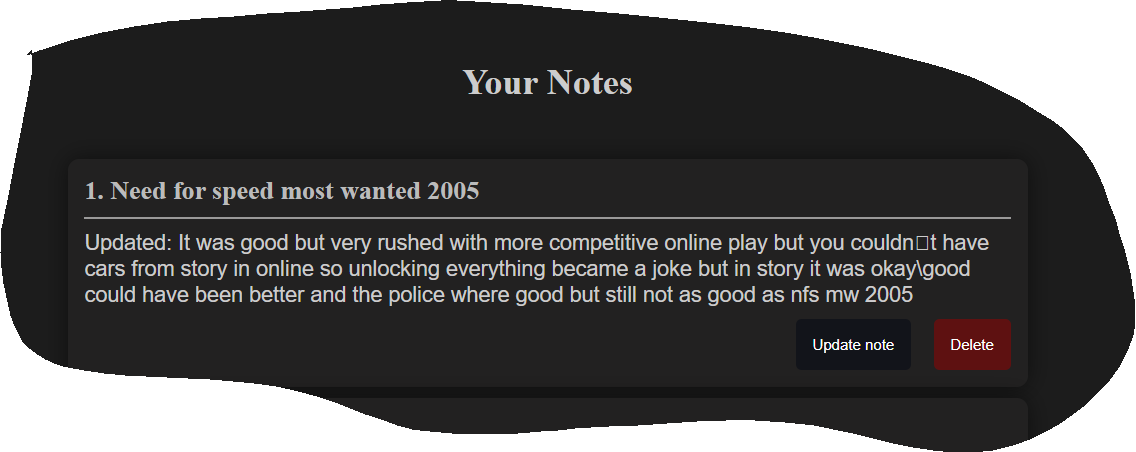 Your Notes
1. Need for speed most wanted 2005
Updated: It was good but very rushed with more competitive online play but you couldn□t have
cars from story in online so unlocking everything became a joke but in story it was okay\good
could have been better and the police where good but still not as good as nfs mw 2005
Update note
Delete